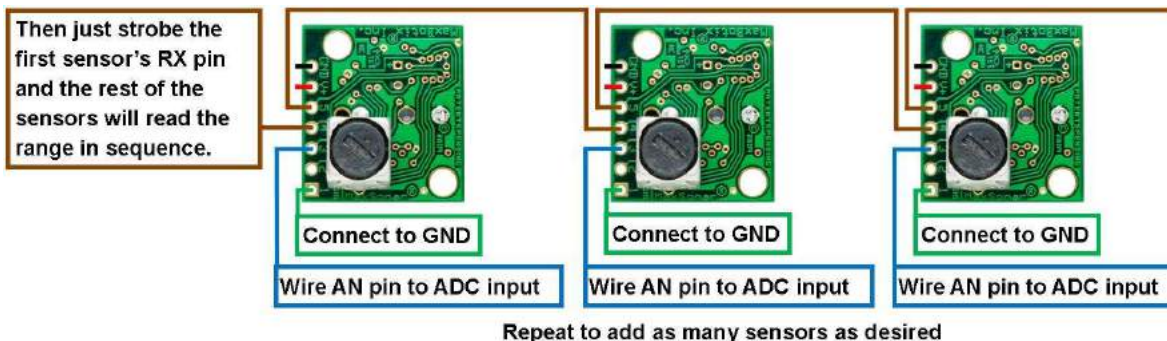 Then just strobe the
first sensor's RX pin
and the rest of the
sensors will read the
range in sequence.
Connect to GND
Connect to GND
Connect to GND
Wire AN pin to ADC input
Wire AN pin to ADC input
Wire AN pin to ADC input
Repeat to add as many sensors as desired